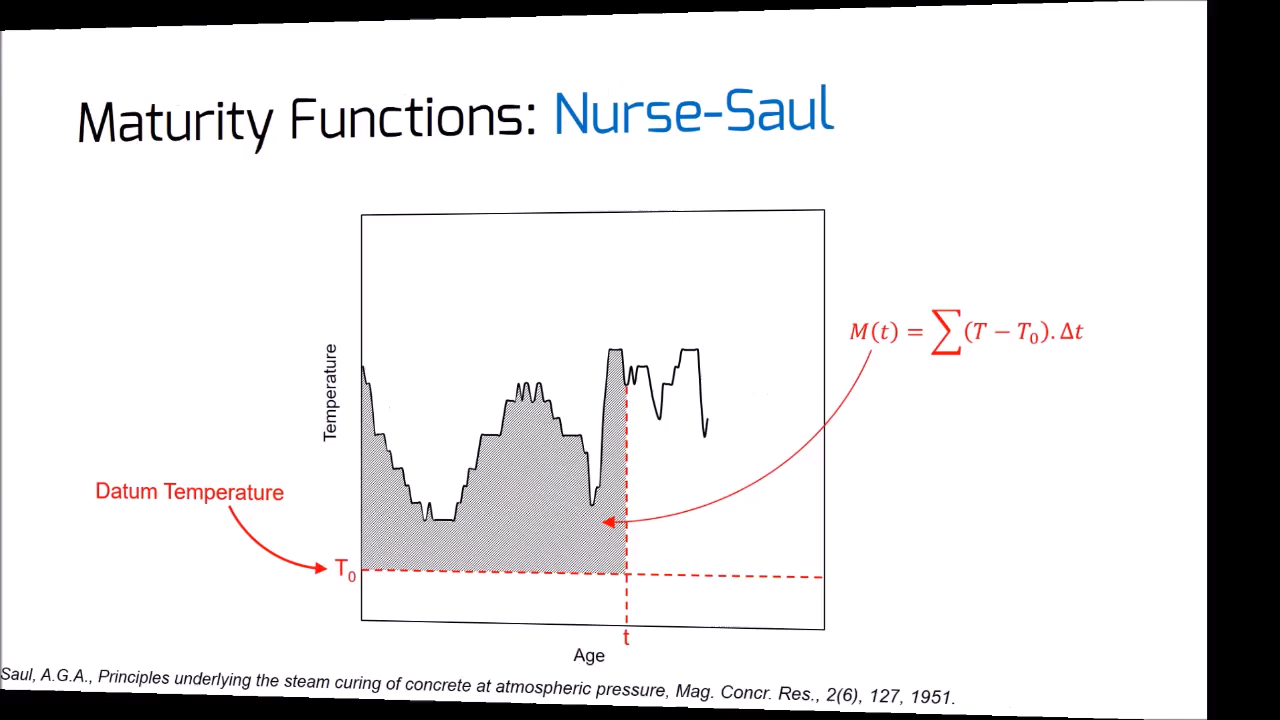 Maturity Functions: Nurse-Saul
M(t) = ∑(T − T₀). Δt
Temperature
Datum Temperature
T₀
t
Age
Saul, A.G.A., Principles underlying the steam curing of concrete at atmospheric pressure, Mag. Concr. Res., 2(6), 127, 1951.